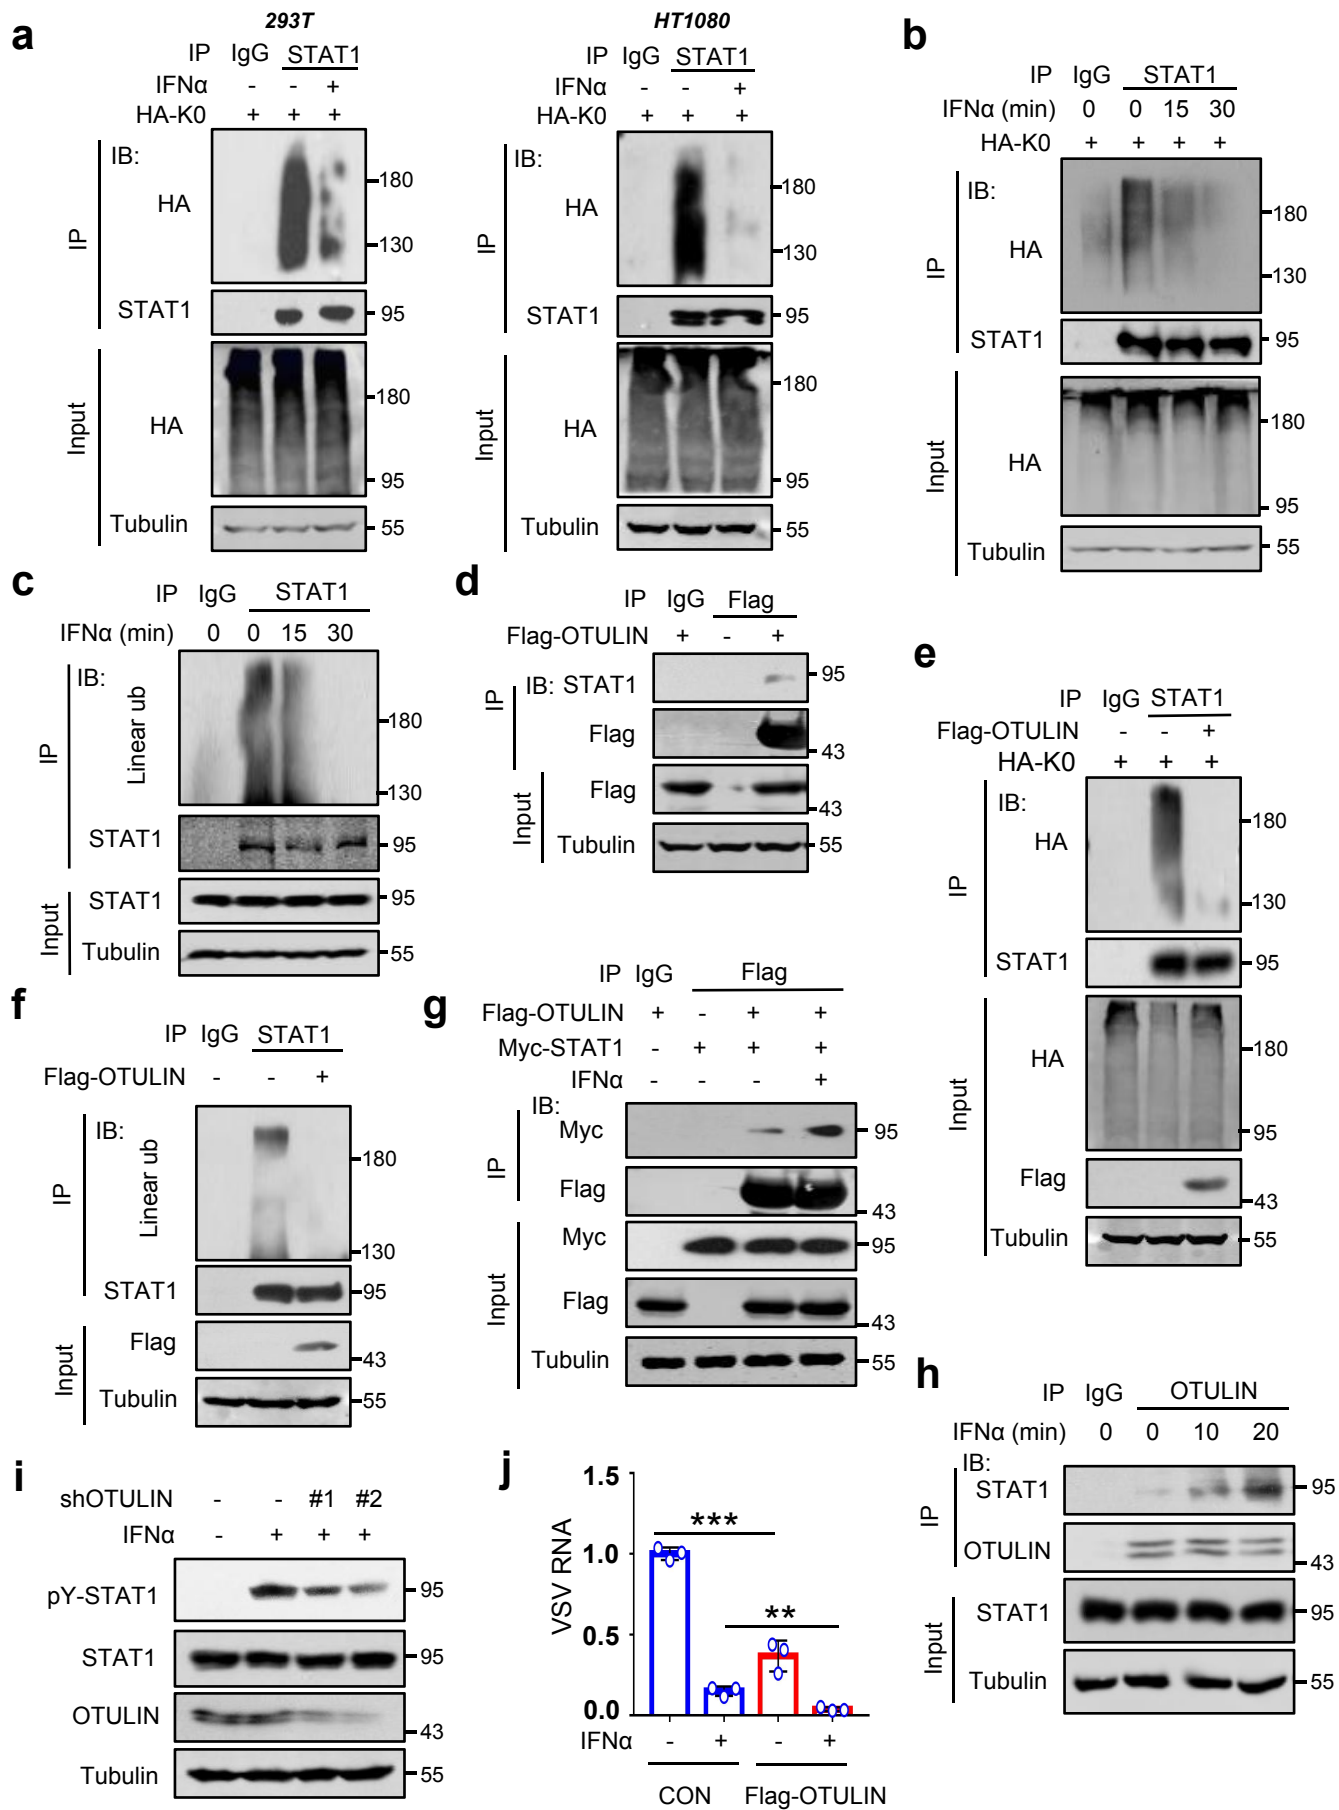 a
293T
IP IgG STAT1
IFNα - - +
HA-K0 + + +
IB:
IP
HA
180
130
STAT1
95
Input
HA
180
95
Tubulin
55
HT1080
IP IgG STAT1
IFNα - - +
HA-K0 + + +
IB:
IP
HA
180
130
STAT1
95
Input
HA
180
95
Tubulin
55
b
IP IgG STAT1
IFNα (min) 0 0 15 30
HA-K0 + + + +
IB:
IP
HA
180
130
STAT1
95
Input
HA
180
95
Tubulin
55
c
IP IgG STAT1
IFNα (min) 0 0 15 30
IB:
IP
Linear ub
180
130
STAT1
95
Input
STAT1
95
Tubulin
55
d
IP IgG Flag
Flag-OTULIN + - +
IP
IB: STAT1
95
Flag
43
Input
Flag
43
Tubulin
55
e
IP IgG STAT1
Flag-OTULIN - - +
HA-K0 + + +
IB:
IP
HA
180
130
STAT1
95
Input
HA
180
95
Flag
43
Tubulin
55
f
IP IgG STAT1
Flag-OTULIN - - +
IB:
IP
Linear ub
180
130
STAT1
95
Input
Flag
43
Tubulin
55
g
IP IgG Flag
Flag-OTULIN + - + +
Myc-STAT1 - + + +
IFNα - - - +
IB:
IP
Myc
95
Flag
43
Input
Myc
95
Flag
43
Tubulin
55
h
IP IgG OTULIN
IFNα (min) 0 0 10 20
IB:
IP
STAT1
95
OTULIN
43
Input
STAT1
95
Tubulin
55
i
shOTULIN - - #1 #2
IFNα - + + +
pY-STAT1
95
STAT1
95
OTULIN
43
Tubulin
55
j
VSV RNA
1.5
1.0
0.5
0.0
***
**
IFNα - + - +
CON Flag-OTULIN